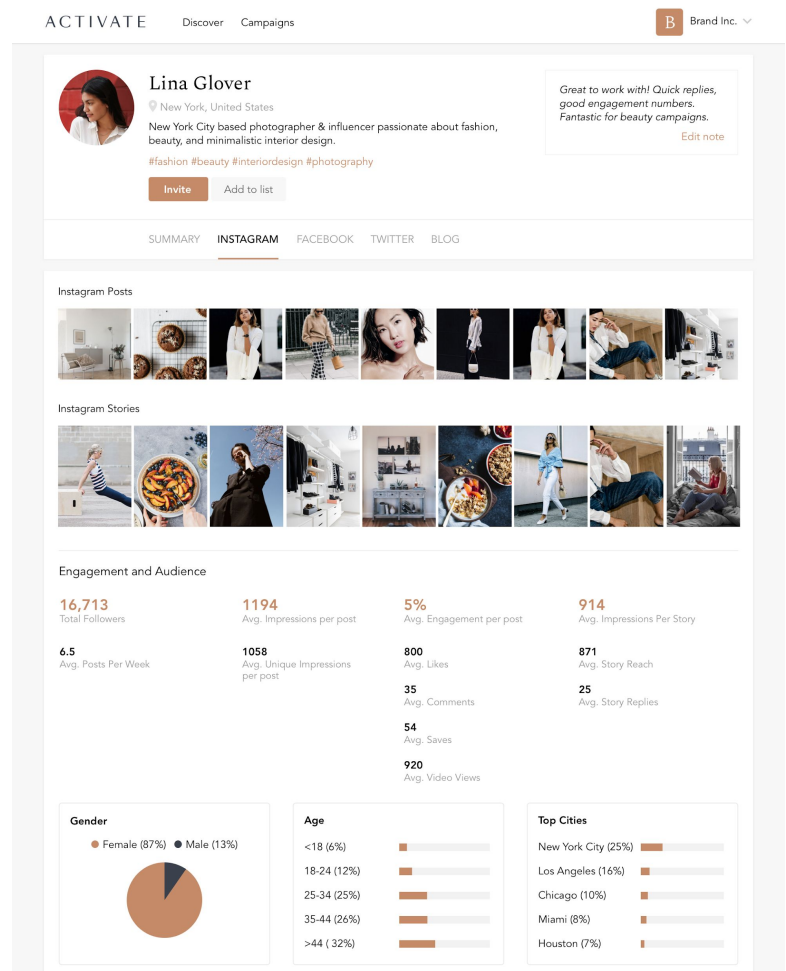 ACTIVATE
Discover
Campaigns
B
Brand Inc.
Lina Glover
New York, United States
New York City based photographer & influencer passionate about fashion,
beauty, and minimalistic interior design.
#fashion #beauty #interiordesign #photography
Invite
Add to list
Great to work with! Quick replies,
good engagement numbers.
Fantastic for beauty campaigns.
Edit note
SUMMARY
INSTAGRAM
FACEBOOK
TWITTER
BLOG
Instagram Posts
Instagram Stories
Engagement and Audience
16,713
Total Followers
6.5
Avg. Posts Per Week
1194
Avg. Impressions per post
1058
Avg. Unique Impressions
per post
5%
Avg. Engagement per post
800
Avg. Likes
35
Avg. Comments
54
Avg. Saves
920
Avg. Video Views
914
Avg. Impressions Per Story
871
Avg. Story Reach
25
Avg. Story Replies
Gender
Female (87%)
Male (13%)
Age
<18 (6%)
18-24 (12%)
25-34 (25%)
35-44 (26%)
>44 ( 32%)
Top Cities
New York City (25%)
Los Angeles (16%)
Chicago (10%)
Miami (8%)
Houston (7%)